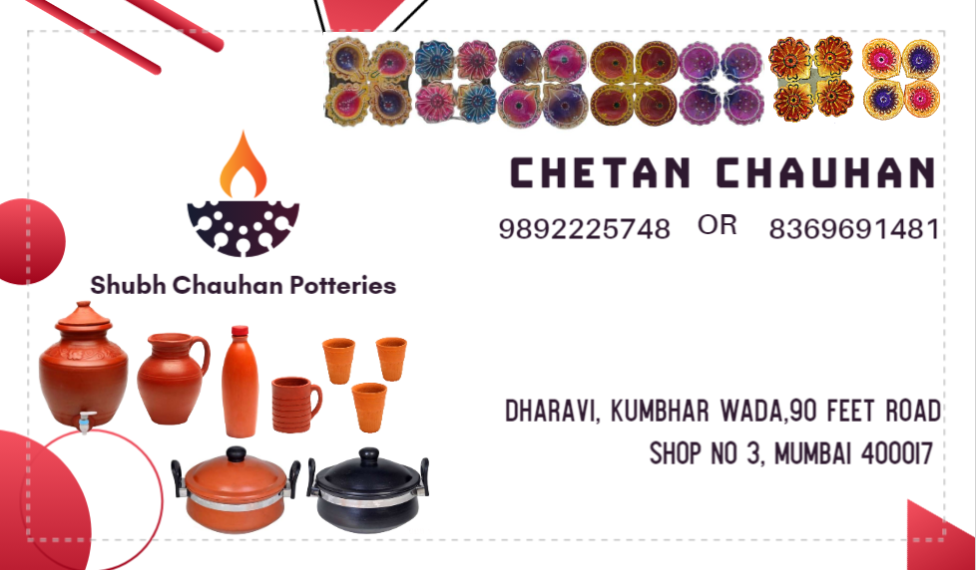 CHETAN CHAUHAN
9892225748 OR 8369691481
Shubh Chauhan Potteries
DHARAVI, KUMBHAR WADA,90 FEET ROAD
SHOP NO 3, MUMBAI 400017